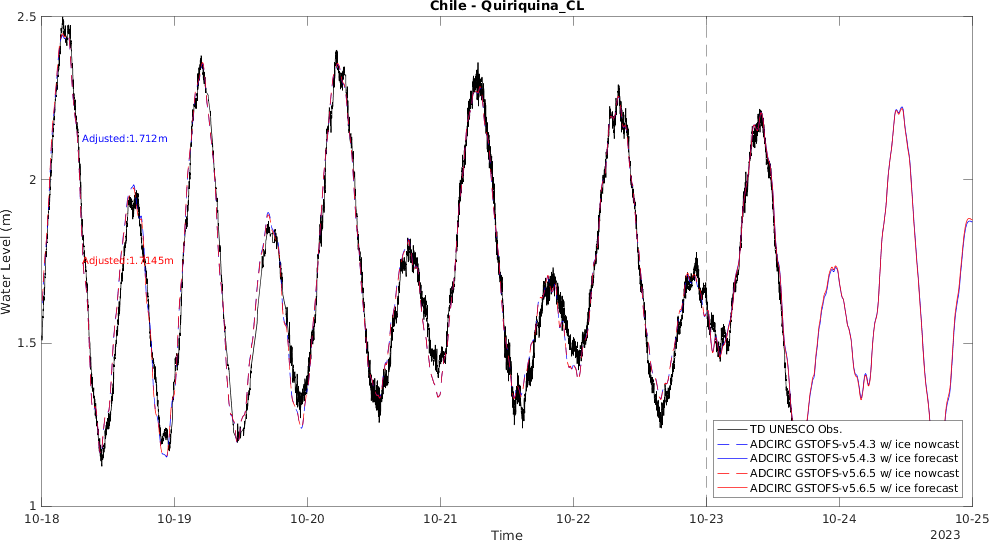 Chile - Quiriquina_CL
2.5
Adjusted:1.712m
2
Adjusted:1.7145m
Water Level (m)
1.5
TD UNESCO Obs.
ADCIRC GSTOFS-v5.4.3 w/ ice nowcast
ADCIRC GSTOFS-v5.4.3 w/ ice forecast
ADCIRC GSTOFS-v5.6.5 w/ ice nowcast
ADCIRC GSTOFS-v5.6.5 w/ ice forecast
1
10-18 10-19 10-20 10-21 10-22 10-23 10-24 10-25
Time
2023